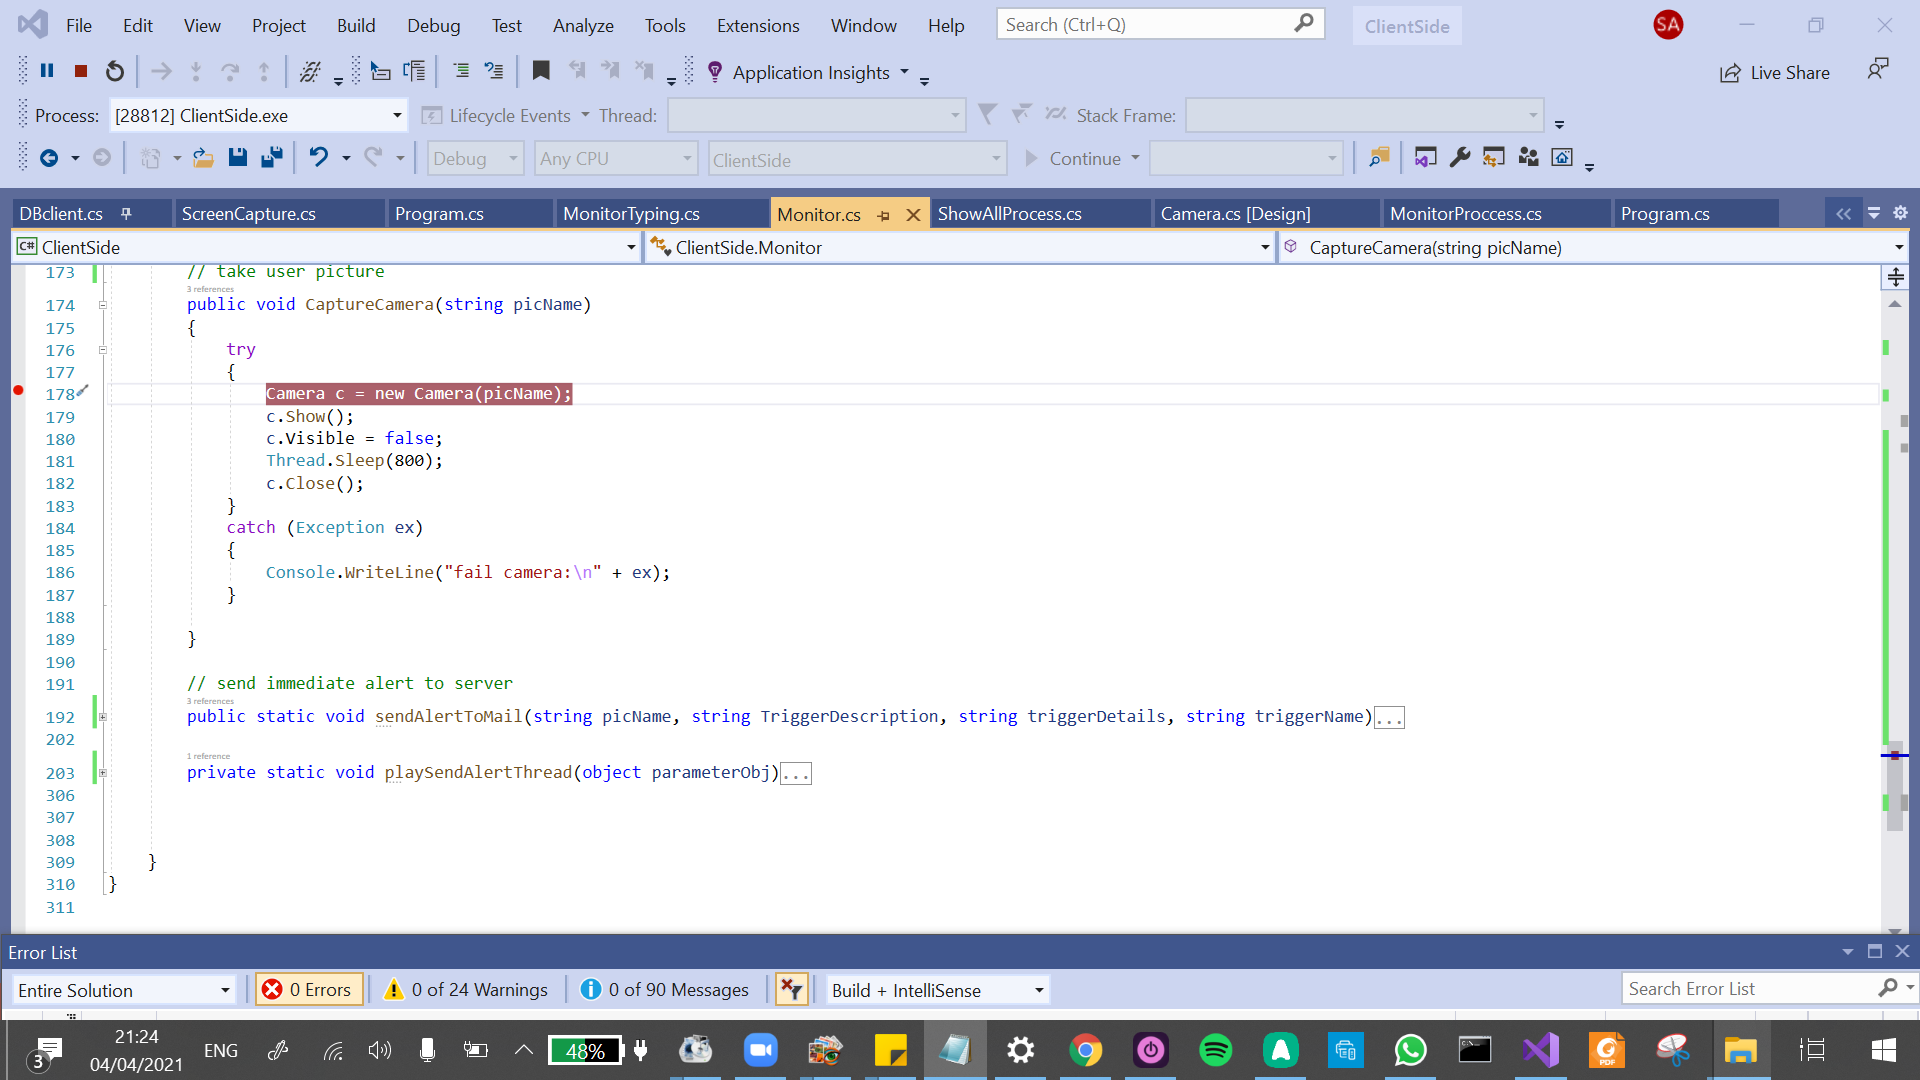 File Edit View Project Build Debug Test Analyze Tools Extensions Window Help Search (Ctrl+Q) ClientSide SA
Application Insights Live Share
Process: [28812] ClientSide.exe Lifecycle Events Thread: Stack Frame:
Debug Any CPU ClientSide Continue
DBclient.cs ScreenCapture.cs Program.cs MonitorTyping.cs Monitor.cs ShowAllProcess.cs Camera.cs [Design] MonitorProccess.cs Program.cs
C# ClientSide ClientSide.Monitor CaptureCamera(string picName)
173 // take user picture
3 references
174 public void CaptureCamera(string picName)
175 {
176 try
177 {
178 Camera c = new Camera(picName);
179 c.Show();
180 c.Visible = false;
181 Thread.Sleep(800);
182 c.Close();
183 }
184 catch (Exception ex)
185 {
186 Console.WriteLine("fail camera:\n" + ex);
187 }
188
189 }
190
191 // send immediate alert to server
3 references
192 public static void sendAlertToMail(string picName, string TriggerDescription, string triggerDetails, string triggerName)...
202
1 reference
203 private static void playSendAlertThread(object parameterObj)...
306
307
308
309 }
310 }
311
Error List
Entire Solution 0 Errors 0 of 24 Warnings 0 of 90 Messages Build + IntelliSense Search Error List
3 21:24 ENG 48% PDF
04/04/2021